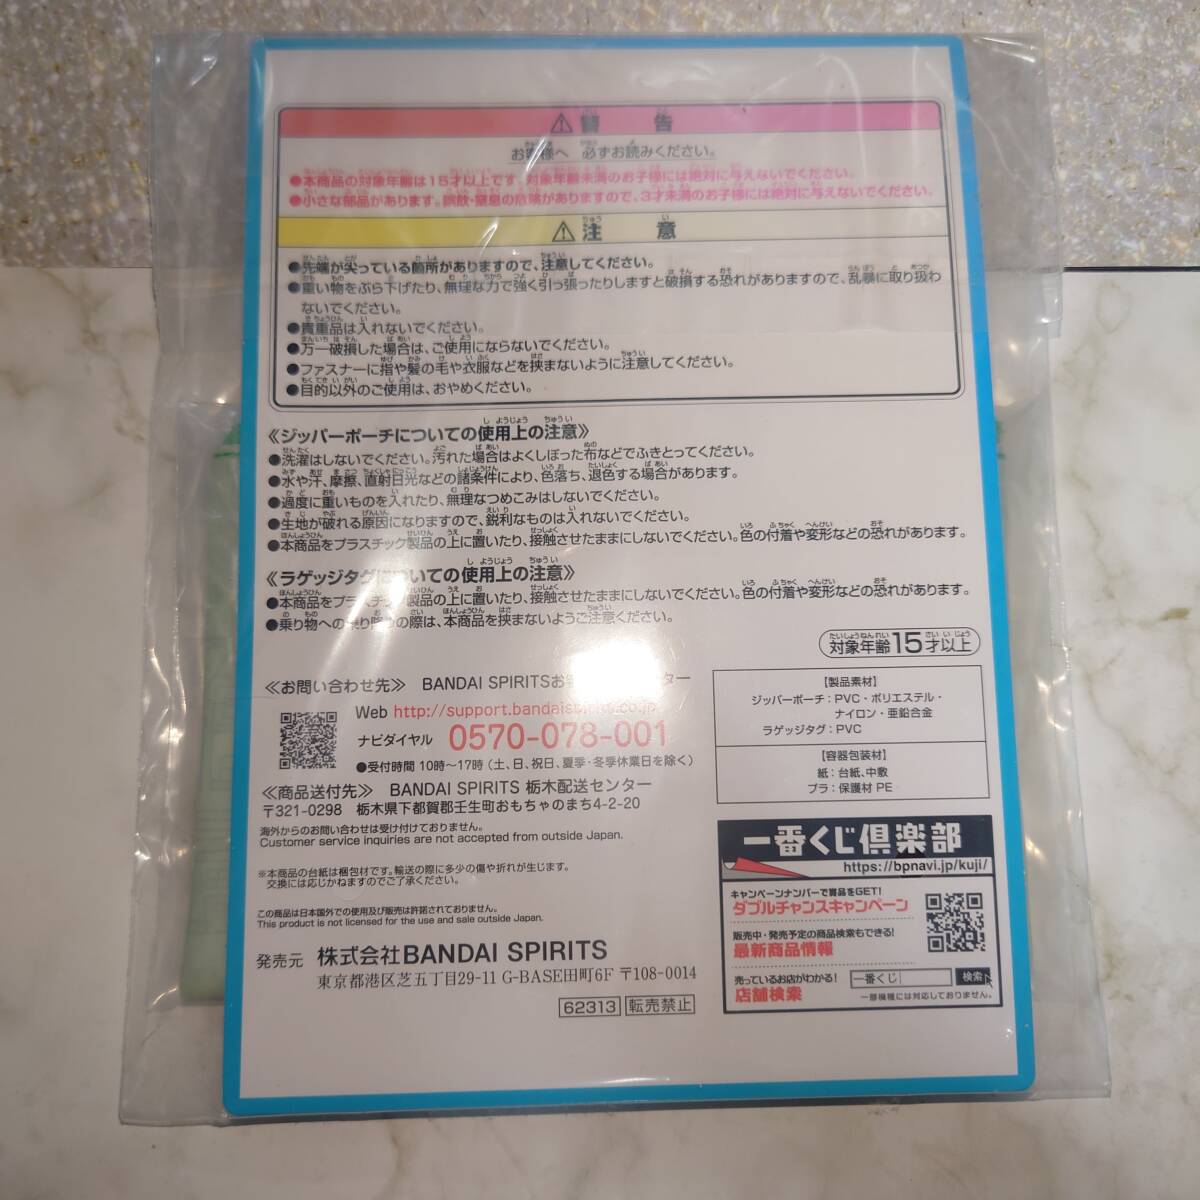 ⚠警告
お客様へ 必ずお読みください。
●本商品の対象年齢は15才以上です。対象年齢未満のお子様には絶対に与えないでください。
●小さな部品があります。誤飲・窒息の危険がありますので、3才未満のお子様には絶対に与えないでください。
⚠注意
●先端が尖っている箇所がありますので、注意してください。
●重い物をぶら下げたり、無理な力で強く引っ張ったりしますと破損する恐れがありますので、乱暴に取り扱わ
ないでください。
●貴重品は入れないでください。
●万一破損した場合は、ご使用にならないでください。
●ファスナーに指や髪の毛や衣服などを挟まないように注意してください。
●目的以外のご使用は、おやめください。
《ジッパーポーチについての使用上の注意》
●洗濯はしないでください。汚れた場合はよくしぼった布などでふきとってください。
●水や汗、摩擦、直射日光などの諸条件により、色落ち、退色する場合があります。
●過度に重いものを入れたり、無理なつめこみはしないでください。
●生地が破れる原因になりますので、鋭利なものは入れないでください。
●本商品をプラスチック製品の上に置いたり、接触させたままにしないでください。色の付着や変形などの恐れがあります。
《ラゲッジタグについての使用上の注意》
●本商品をプラスチック製品の上に置いたり、接触させたままにしないでください。色の付着や変形などの恐れがあります。
●乗り物への乗り降りの際は、本商品を挟まないようご注意ください。
対象年齢15才以上
≪お問い合わせ先≫ BANDAI SPIRITSお客様相談センター
Web http://support.bandaispirits.co.jp/
ナビダイヤル 0570-078-001
●受付時間 10時〜17時(土、日、祝日、夏季・冬季休業日を除く)
≪商品送付先≫ BANDAI SPIRITS 栃木配送センター
〒321-0298 栃木県下都賀郡壬生町おもちゃのまち4-2-20
海外からのお問い合わせは受け付けておりません。
Customer service inquiries are not accepted from outside Japan.
※本商品の台紙は梱包材です。輸送の際に多少の傷や折れが生じます。
交換には応じかねますのでご了承ください。
この商品は日本国外での使用及び販売は許諾されておりません。
This product is not licensed for the use and sale outside Japan.
発売元 株式会社BANDAI SPIRITS
東京都港区芝五丁目29-11 G-BASE田町6F 〒108-0014
62313 転売禁止
【製品素材】
ジッパーポーチ：PVC・ポリエステル・
ナイロン・亜鉛合金
ラゲッジタグ：PVC
【容器包装材】
紙：台紙、中敷
プラ：保護材 PE
一番くじ倶楽部
https://bpnavi.jp/kuji/
キャンペーンナンバーで賞品をGET!
ダブルチャンスキャンペーン
販売中・発売予定の商品検索もできる!
最新商品情報
売っているお店がわかる!
店舗検索
一番くじ 検索
一部機種には対応しておりません。